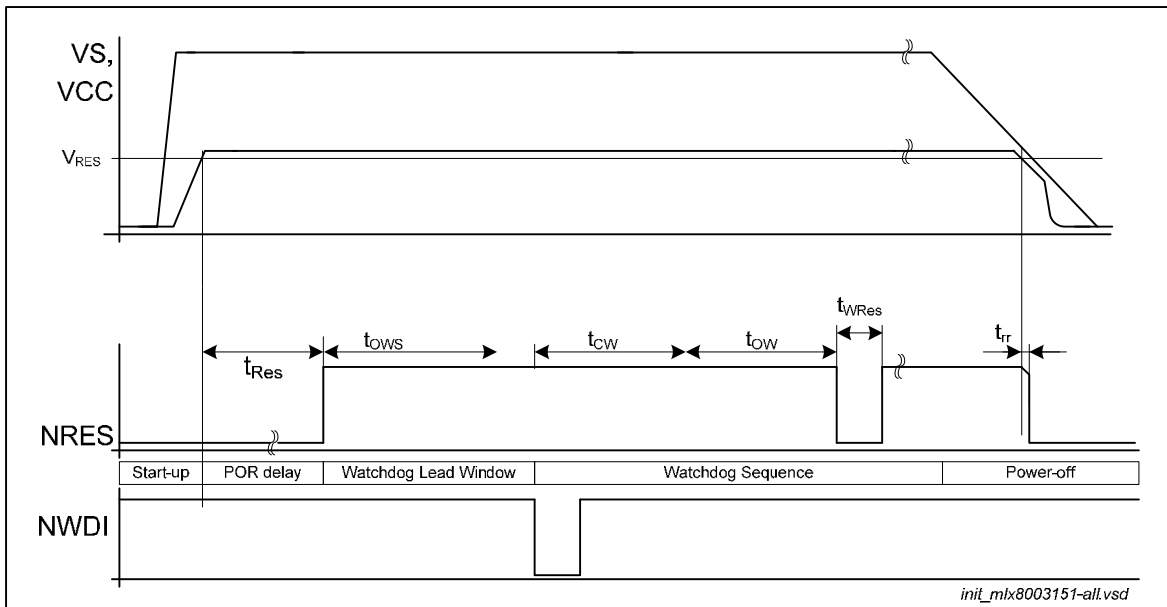 VS,
VCC
VRES
tRes
tOWS
tCW
tOW
tWRes
trr
NRES
Start-up POR delay Watchdog Lead Window Watchdog Sequence Power-off
NWDI
init_mlx8003151-all.vsd